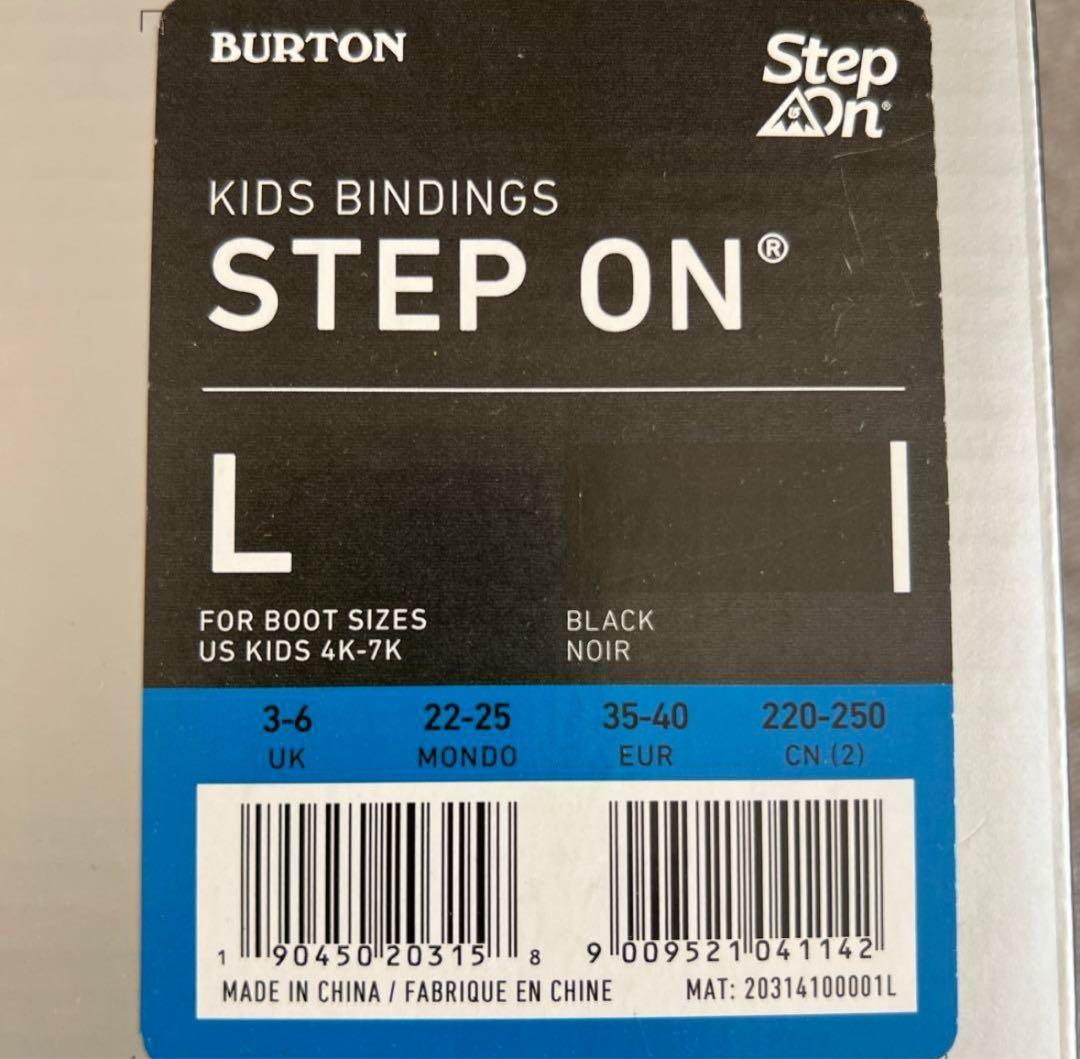 BURTON
Step
On®
KIDS BINDINGS
STEP ON®
L
FOR BOOT SIZES
US KIDS 4K-7K
BLACK
NOIR
3-6
UK
22-25
MONDO
35-40
EUR
220-250
CN.(2)
1 90450 20315 8
9 009521 041142
MADE IN CHINA / FABRIQUE EN CHINE
MAT: 20314100001L